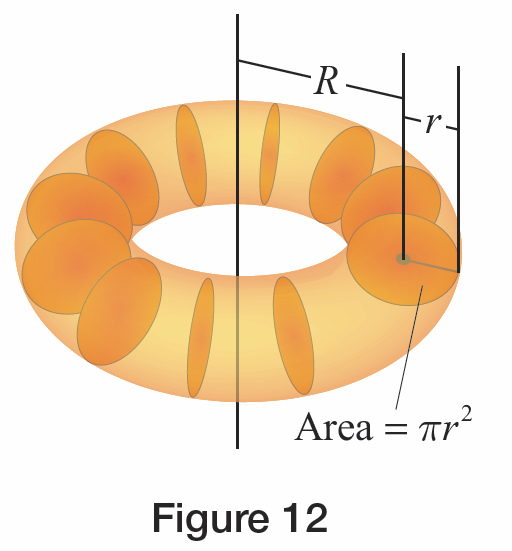 R
r
Area = πr²
Figure 12